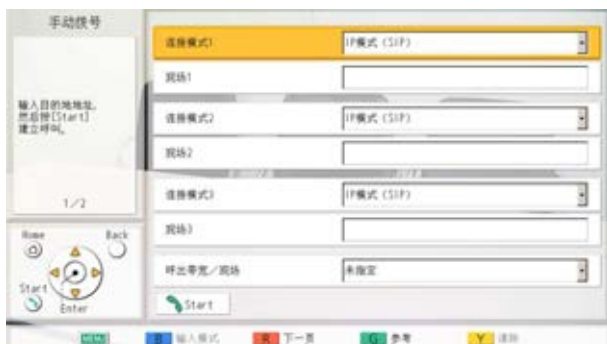 手动拨号
输入目的地地址,
然后按[Start]
建立呼叫。
1/2
Home
Back
Start
Enter
连接模式1
IP模式 (SIP)
现场1
连接模式2
IP模式 (SIP)
现场2
连接模式3
IP模式 (SIP)
现场3
呼出带宽/现场
未指定
Start
MENU
B 输入模式
R 下一页
G 参考
Y 清除